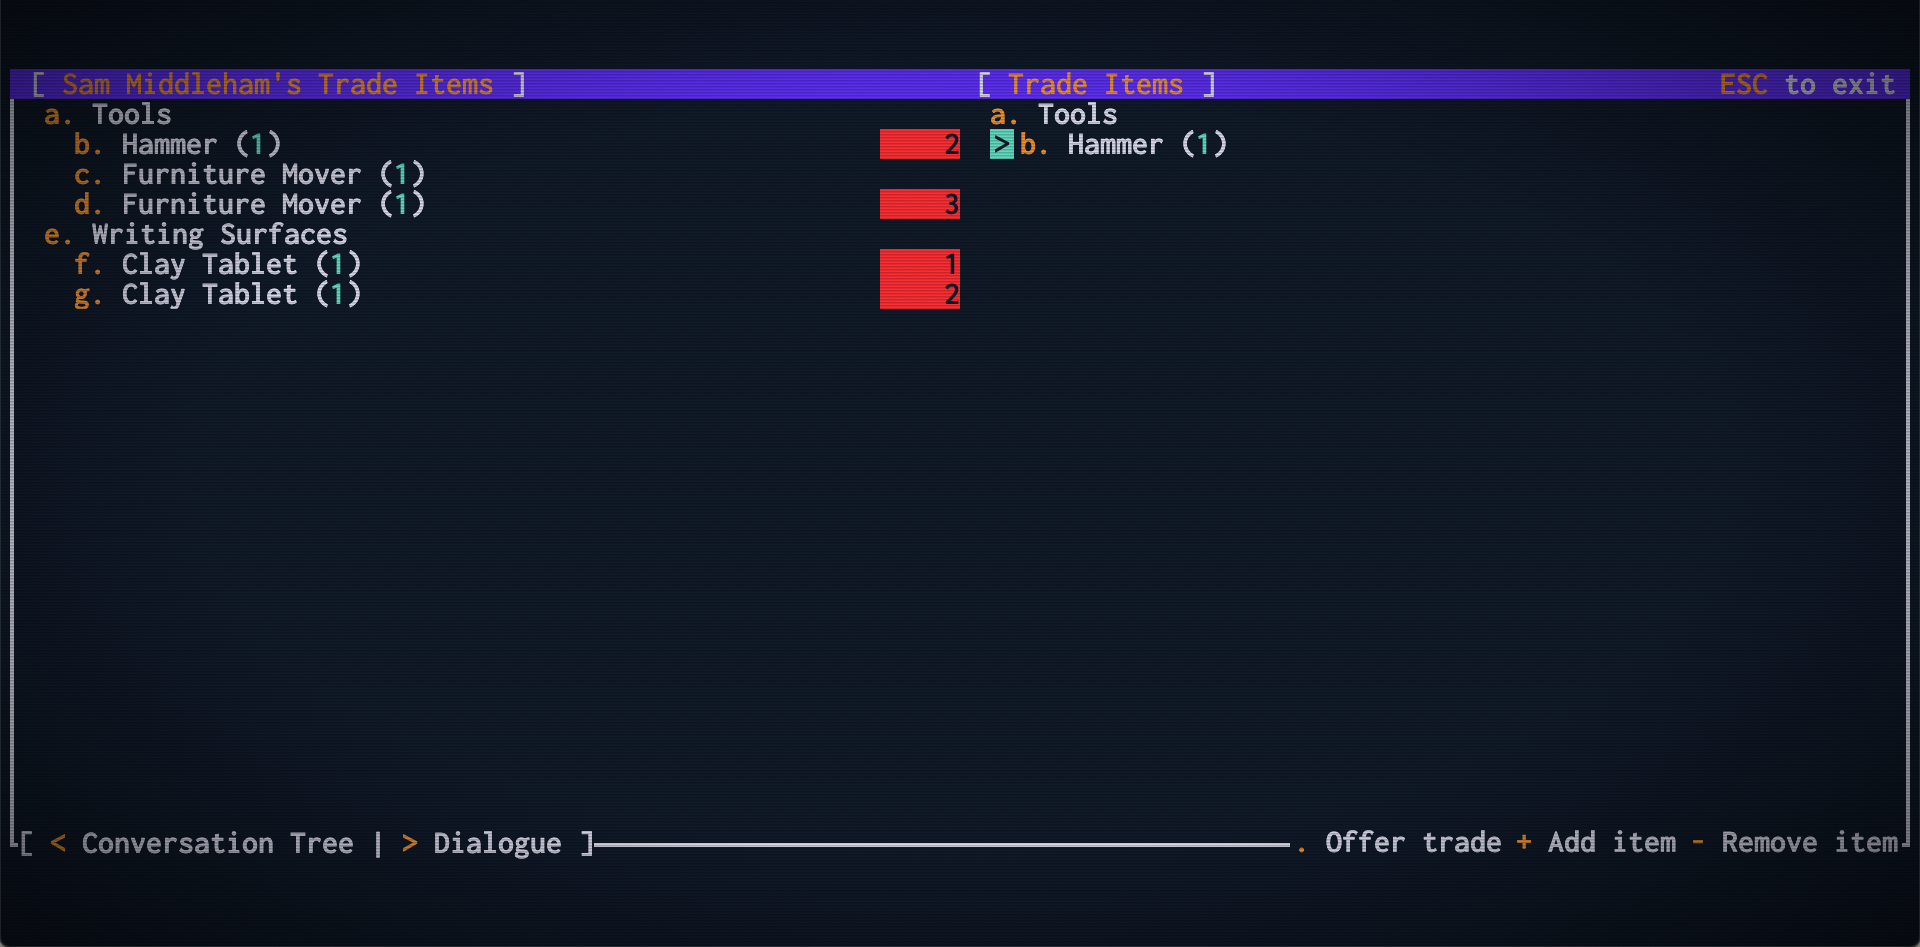 [ Sam Middleham's Trade Items ] [ Trade Items ] ESC to exit
a. Tools a. Tools
b. Hammer (1) 2 > b. Hammer (1)
c. Furniture Mover (1)
d. Furniture Mover (1) 3
e. Writing Surfaces
f. Clay Tablet (1) 1
g. Clay Tablet (1) 2
[ < Conversation Tree | > Dialogue ] . Offer trade + Add item - Remove item